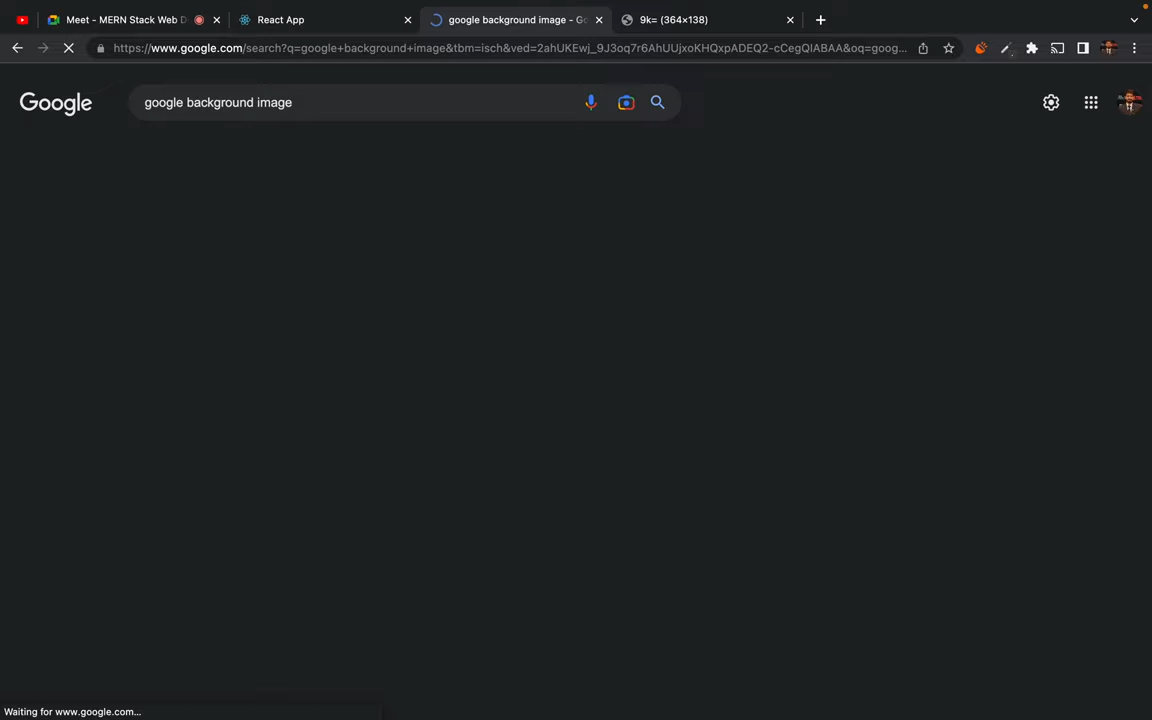 Meet - MERN Stack Web D
React App
google background image - Go
9k= (364×138)
https://www.google.com/search?q=google+background+image&tbm=isch&ved=2ahUKEwj_9J3oq7r6AhUUjxoKHQxpADEQ2-cCegQIABAA&oq=goog...
Google
google background image
Waiting for www.google.com...